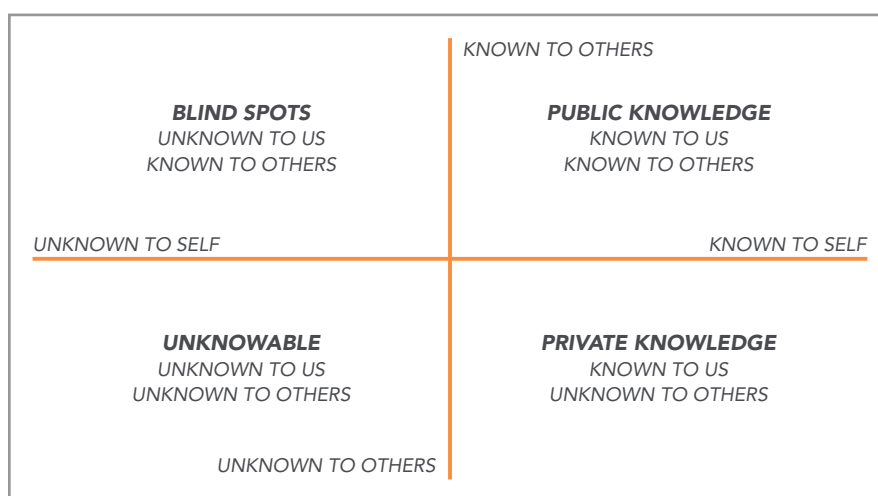 KNOWN TO OTHERS
BLIND SPOTS
UNKNOWN TO US
KNOWN TO OTHERS
PUBLIC KNOWLEDGE
KNOWN TO US
KNOWN TO OTHERS
UNKNOWN TO SELF
KNOWN TO SELF
UNKNOWABLE
UNKNOWN TO US
UNKNOWN TO OTHERS
PRIVATE KNOWLEDGE
KNOWN TO US
UNKNOWN TO OTHERS
UNKNOWN TO OTHERS